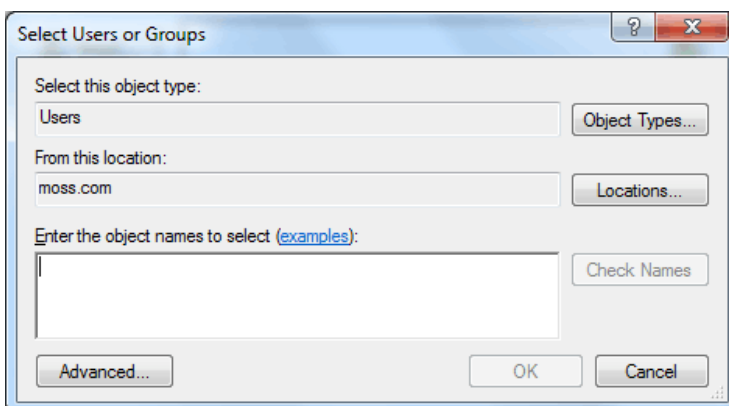 Select Users or Groups
Select this object type:
Users
Object Types...
From this location:
moss.com
Locations...
Enter the object names to select (examples):
Check Names
Advanced...
OK
Cancel